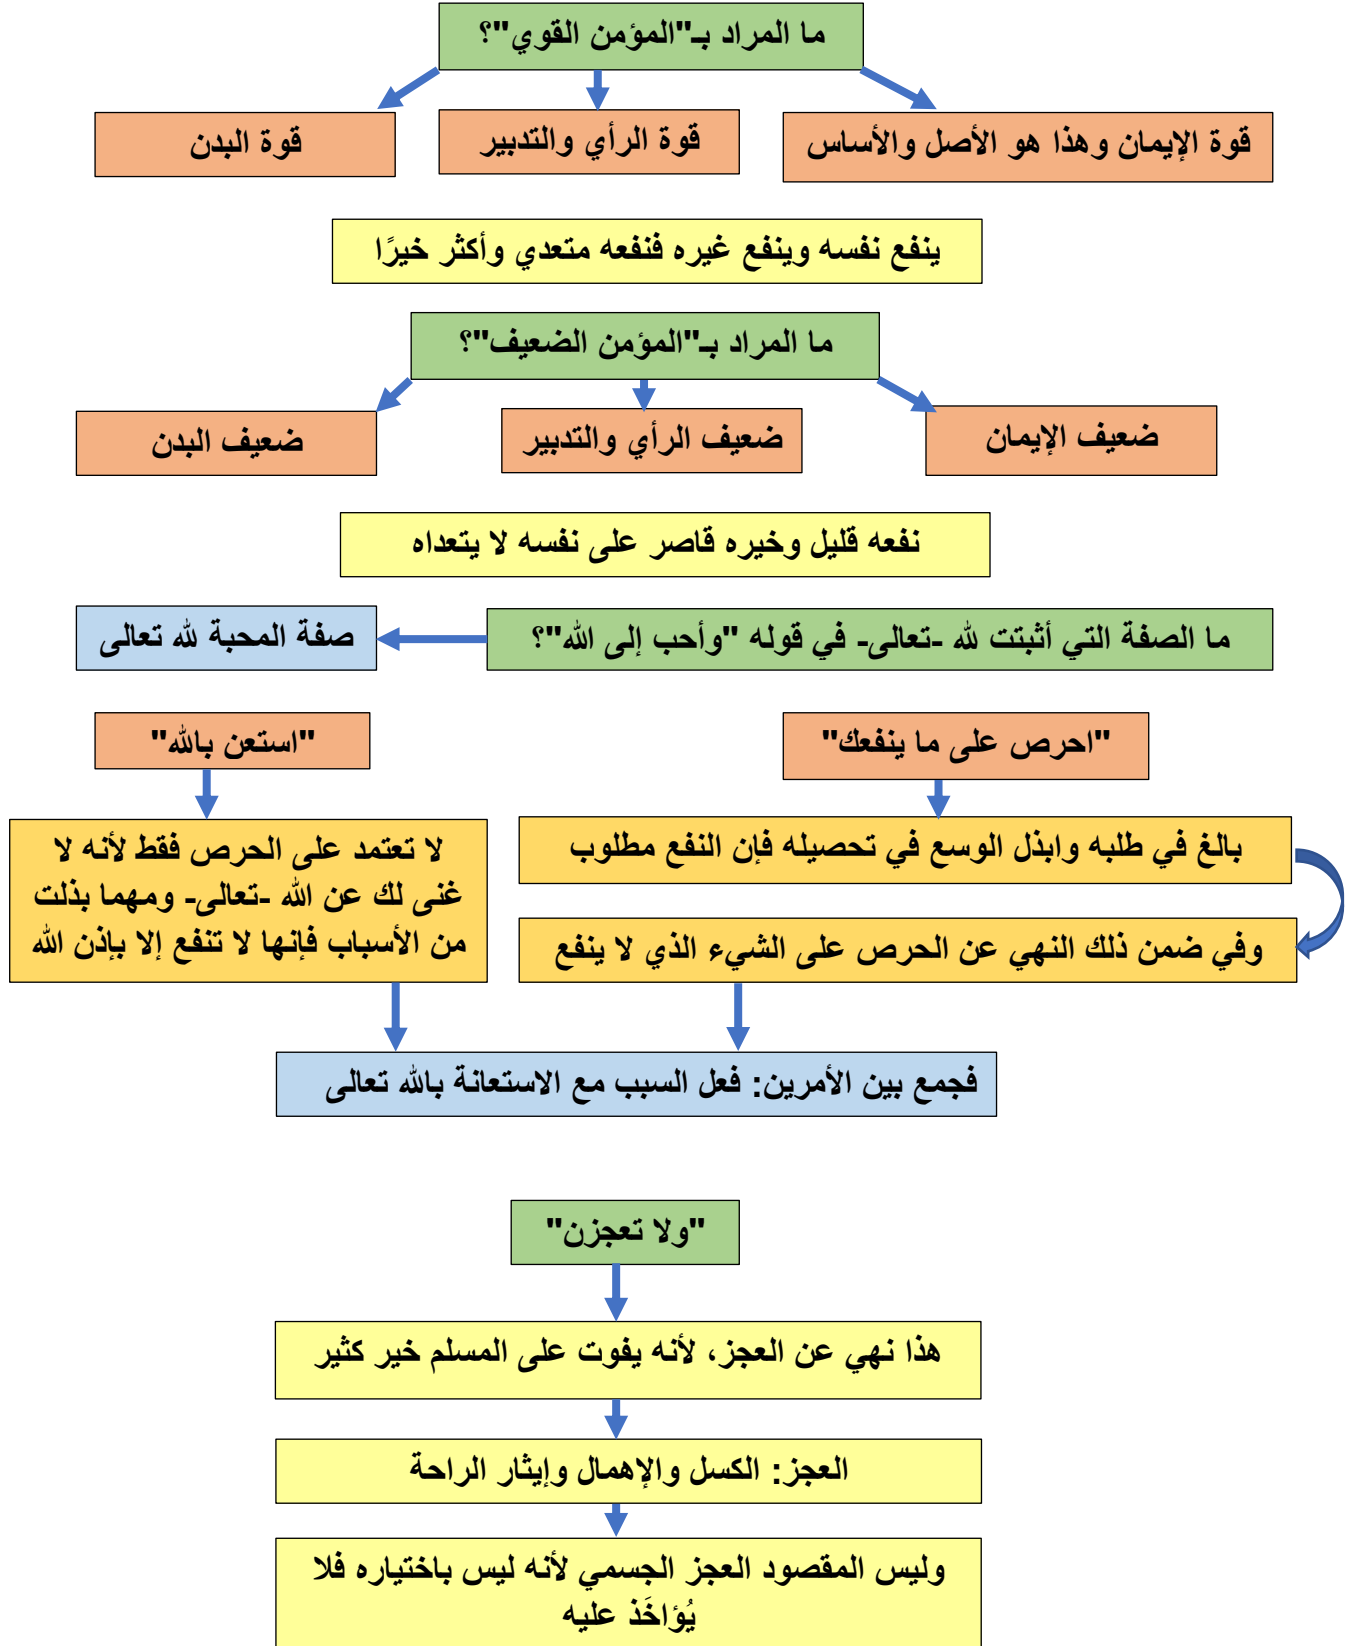 ما المراد بـ"المؤمن القوي"؟
قوة الإيمان وهذا هو الأصل والأساس
قوة الرأي والتدبير
قوة البدن
ينفع نفسه وينفع غيره فنفعه متعدي وأكثر خيرًا
ما المراد بـ"المؤمن الضعيف"؟
ضعيف الإيمان
ضعيف الرأي والتدبير
ضعيف البدن
نفعه قليل وخيره قاصر على نفسه لا يتعداه
ما الصفة التي أثبتت لله -تعالى- في قوله "وأحب إلى الله"؟
صفة المحبة لله تعالى
"احرص على ما ينفعك"
"استعن بالله"
بالغ في طلبه وابذل الوسع في تحصيله فإن النفع مطلوب
وفي ضمن ذلك النهي عن الحرص على الشيء الذي لا ينفع
لا تعتمد على الحرص فقط لأنه لا
غنى لك عن الله -تعالى- ومهما بذلت
من الأسباب فإنها لا تنفع إلا بإذن الله
فجمع بين الأمرين: فعل السبب مع الاستعانة بالله تعالى
"ولا تعجزن"
هذا نهي عن العجز، لأنه يفوت على المسلم خير كثير
العجز: الكسل والإهمال وإيثار الراحة
وليس المقصود العجز الجسمي لأنه ليس باختياره فلا
يُؤاخَذ عليه